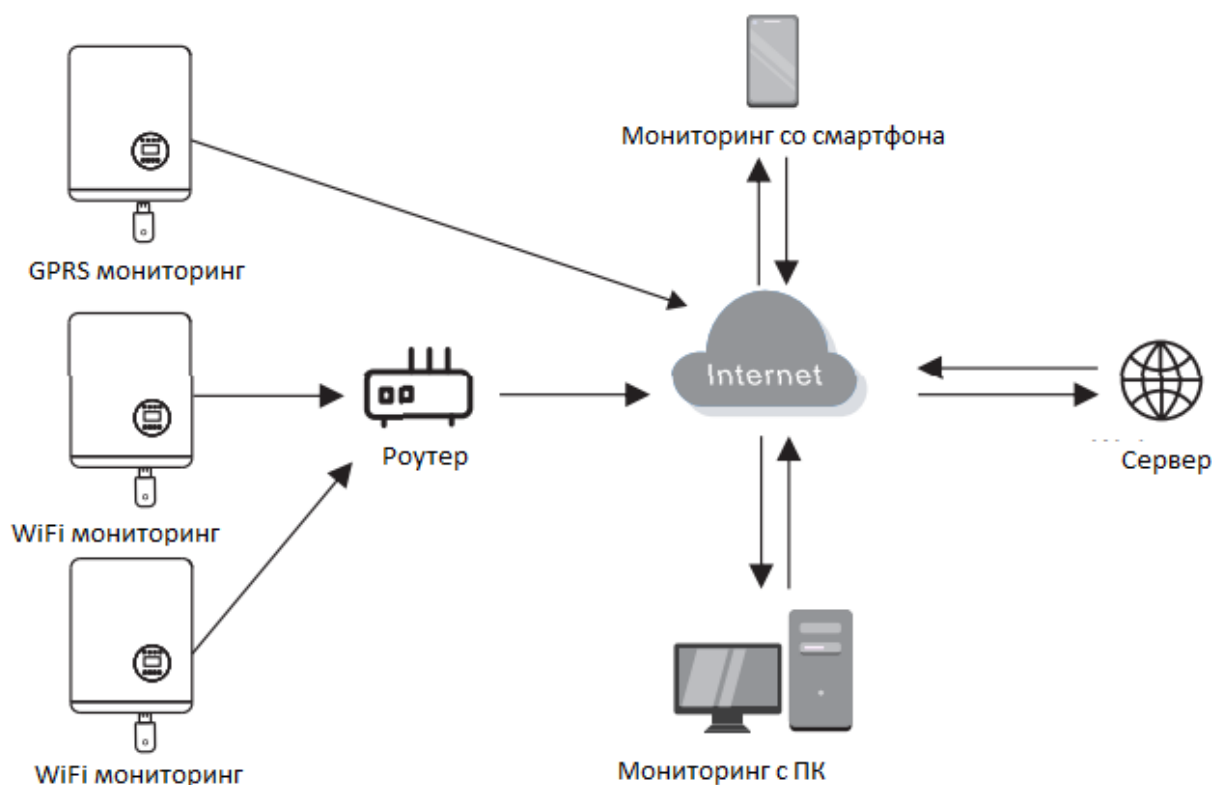 Мониторинг со смартфона
GPRS мониторинг
Internet
Роутер
Сервер
WiFi мониторинг
WiFi мониторинг
Мониторинг с ПК